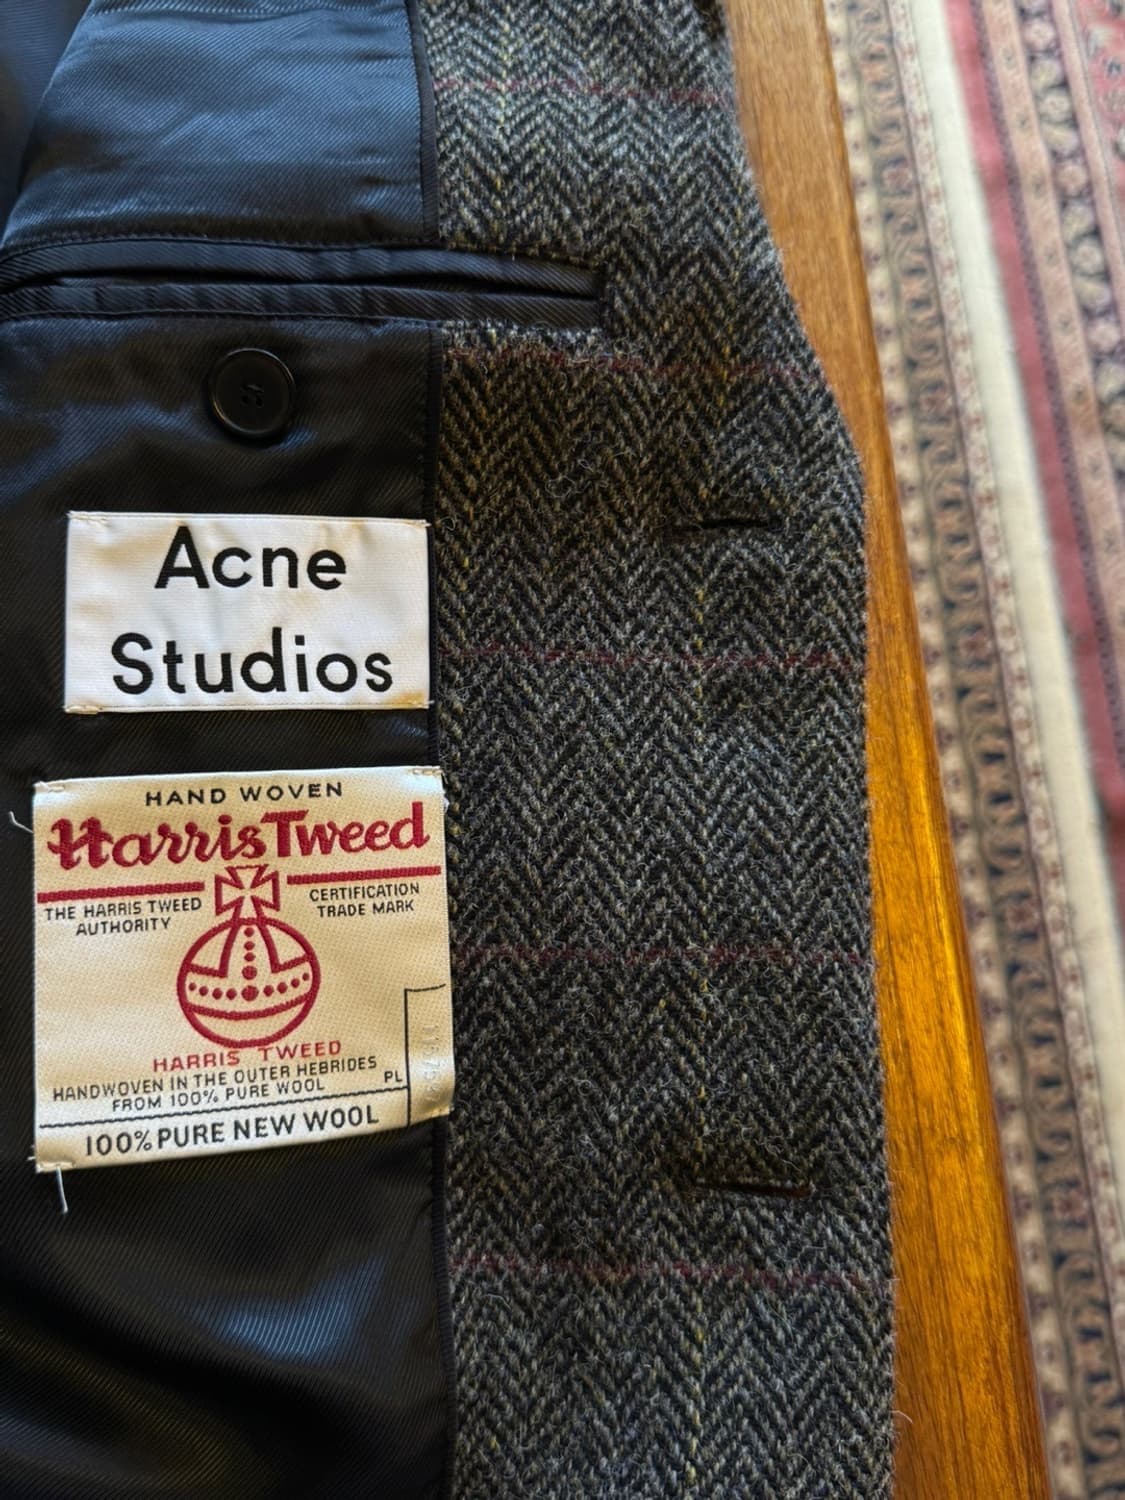 Acne
Studios
HAND WOVEN
Harris Tweed
THE HARRIS TWEED
AUTHORITY
CERTIFICATION
TRADE MARK
HARRIS TWEED
HANDWOVEN IN THE OUTER HEBRIDES
FROM 100% PURE WOOL
PL
100% PURE NEW WOOL